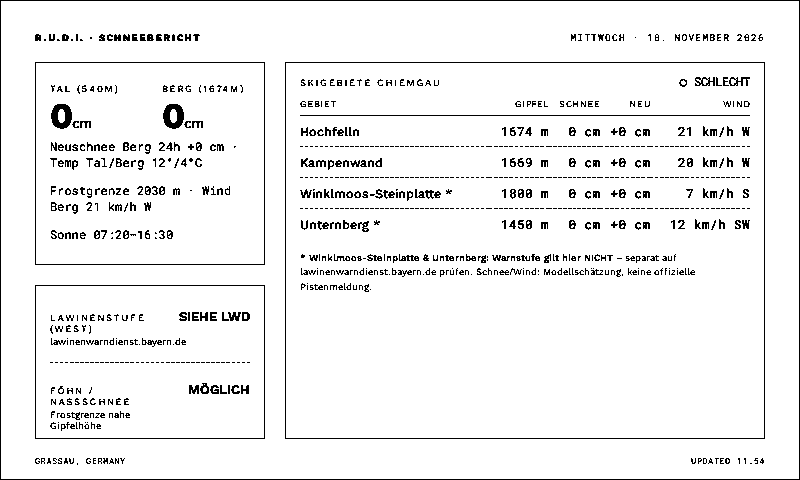 R.U.D.I. · SCHNEEBERICHT
MITTWOCH · 18. NOVEMBER 2026
TAL (540M)
BERG (1674M)
0cm
0cm
Neuschnee Berg 24h +0 cm ·
Temp Tal/Berg 12°/4°C
Frostgrenze 2030 m · Wind
Berg 21 km/h W
Sonne 07:20–16:30
LAWINENSTUFE
(WEST)
SIEHE LWD
lawinenwarndienst.bayern.de
FÖHN /
NASSSCHNEE
MÖGLICH
Frostgrenze nahe
Gipfelhöhe
SKIGEBIETE CHIEMGAU
○ SCHLECHT
GEBIET GIPFEL SCHNEE NEU WIND
Hochfelln 1674 m 0 cm +0 cm 21 km/h W
Kampenwand 1669 m 0 cm +0 cm 20 km/h W
Winklmoos-Steinplatte * 1800 m 0 cm +0 cm 7 km/h S
Unternberg * 1450 m 0 cm +0 cm 12 km/h SW
* Winklmoos-Steinplatte & Unternberg: Warnstufe gilt hier NICHT – separat auf
lawinenwarndienst.bayern.de prüfen. Schnee/Wind: Modellschätzung, keine offizielle
Pistenmeldung.
GRASSAU, GERMANY
UPDATED 11.54